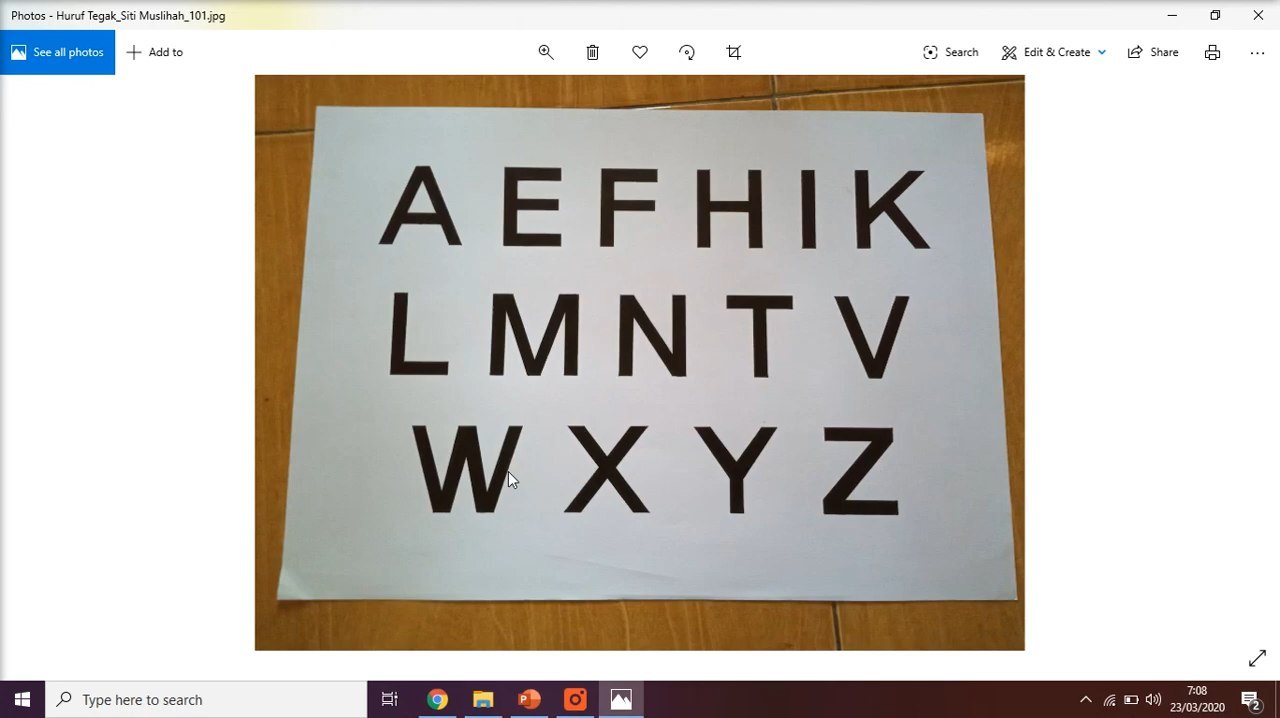 Photos - Huruf Tegak_Siti Muslihah_101.jpg
See all photos
Add to
Search
Edit & Create
Share
A E F H I K
L M N T V
W X Y Z
Type here to search
7:08
23/03/2020
2